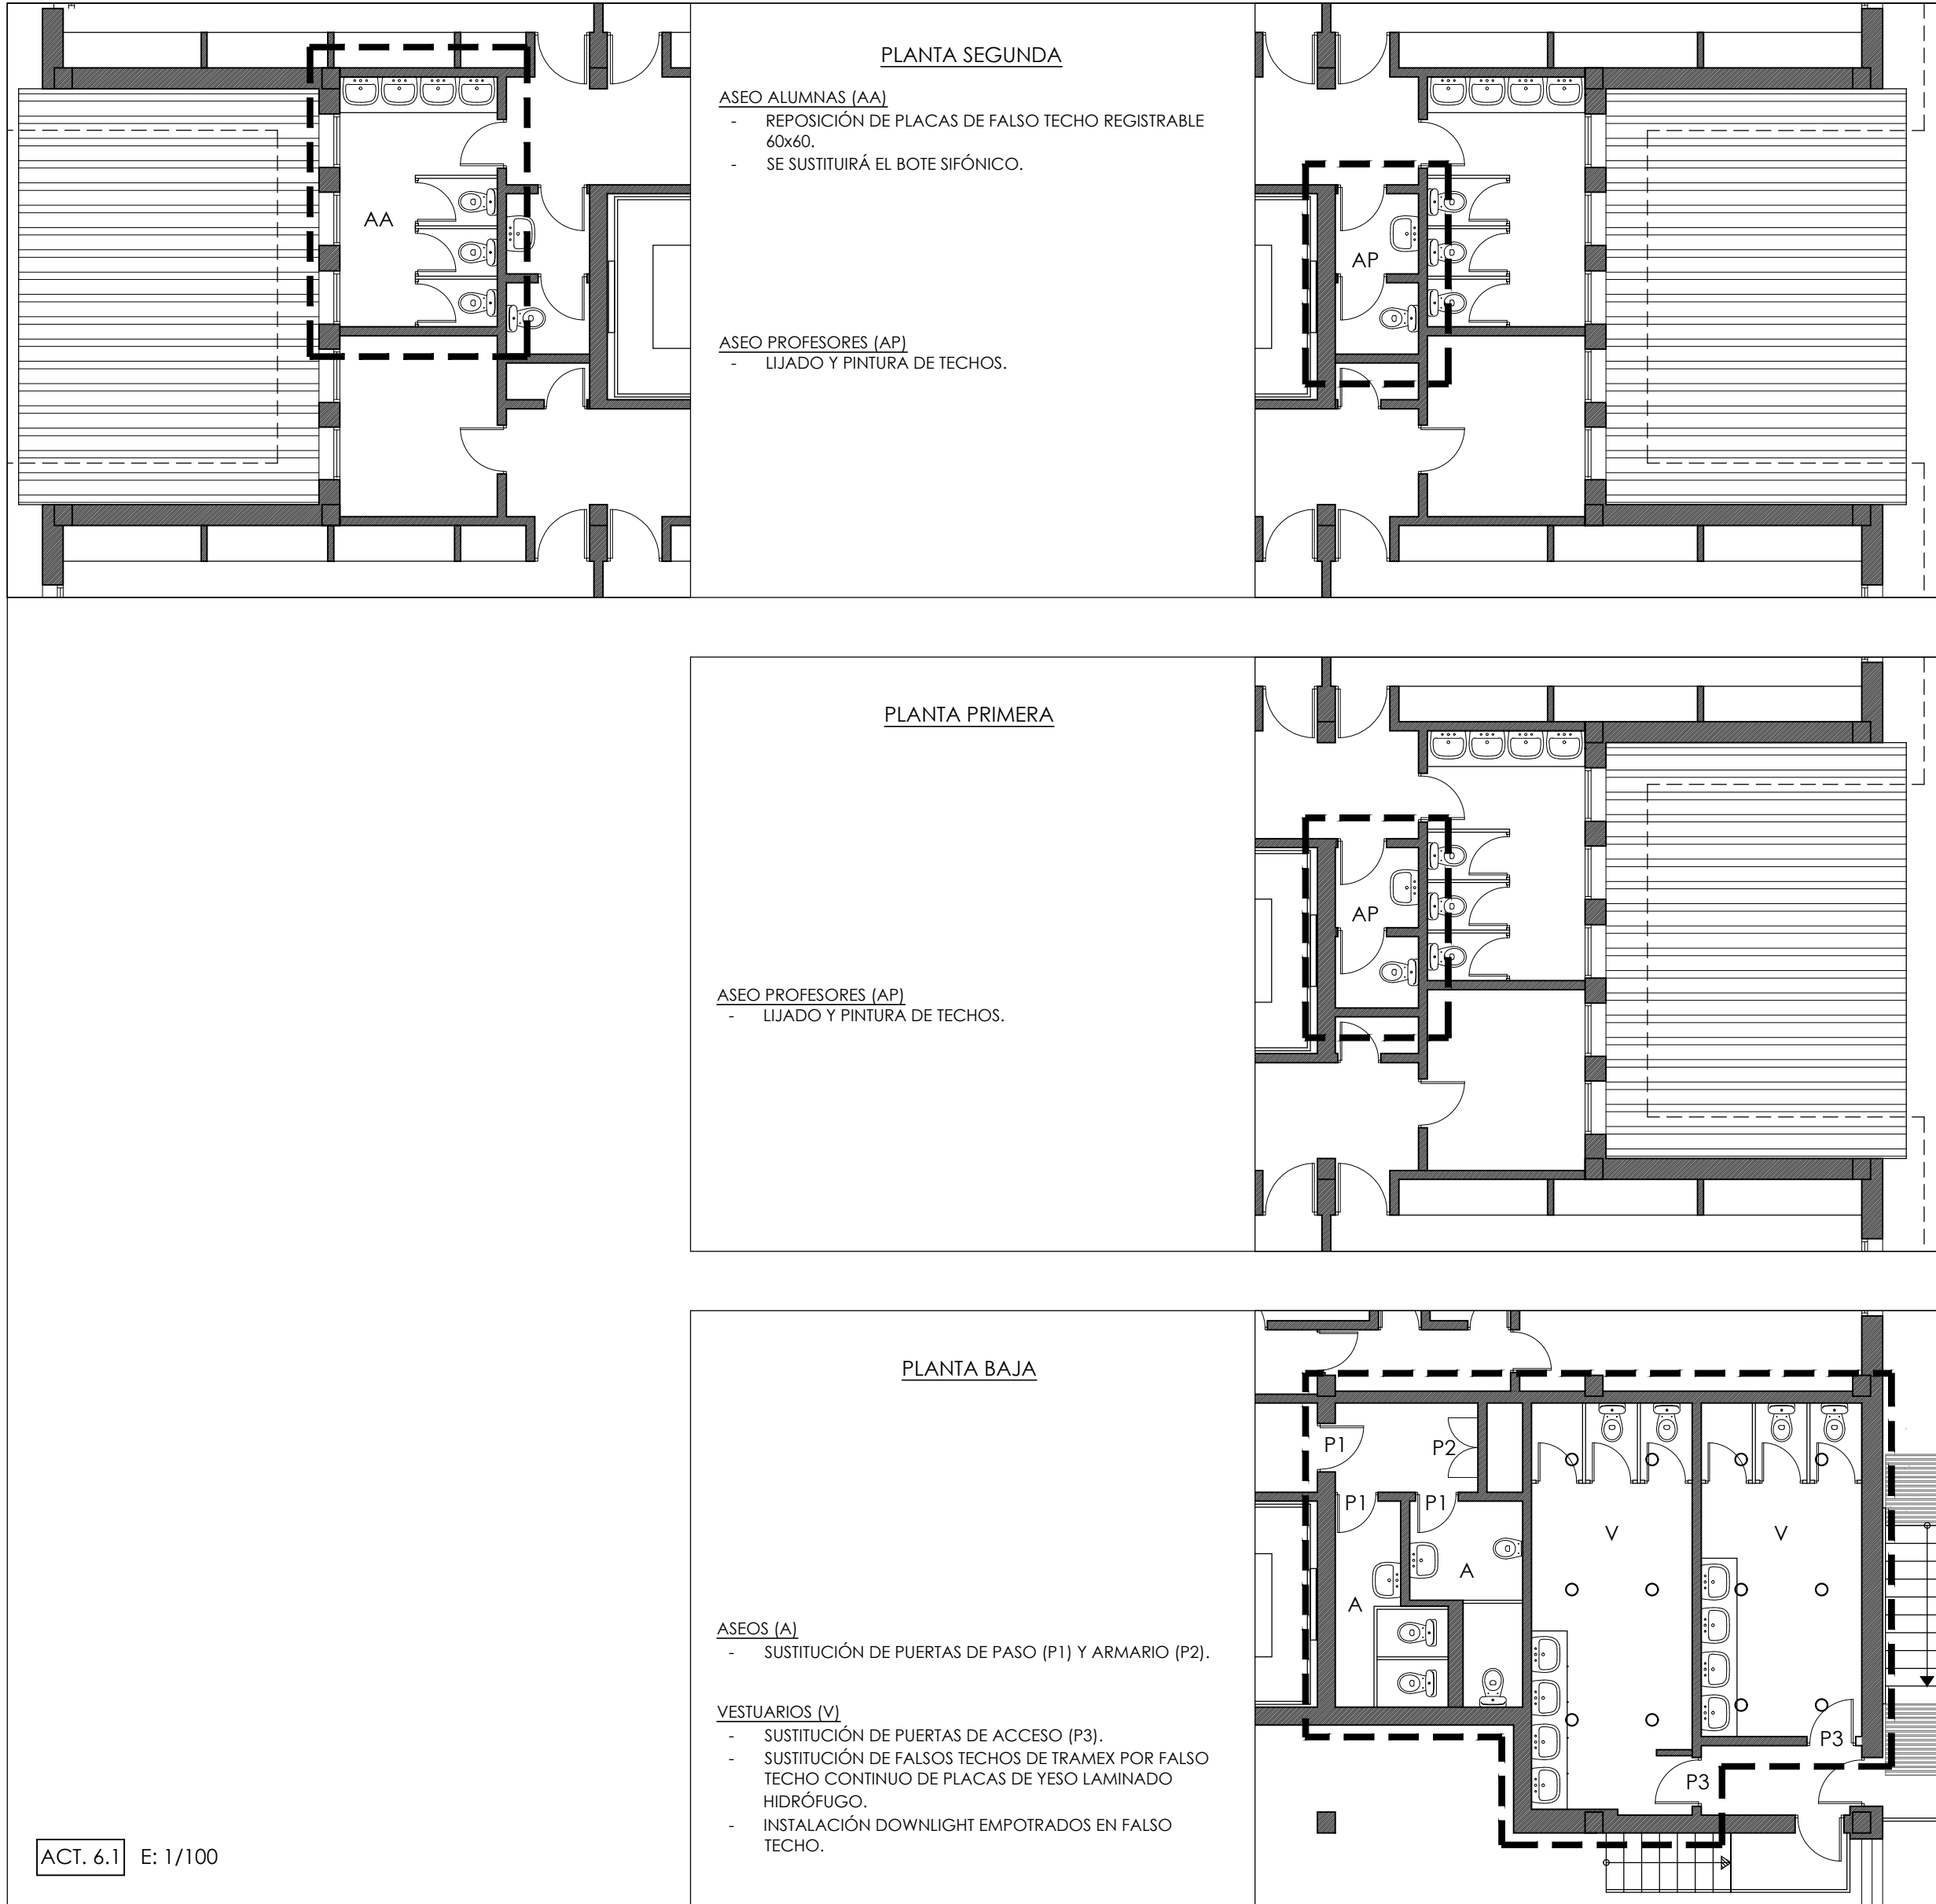 PLANTA SEGUNDA
ASEO ALUMNAS (AA)
- REPOSICIÓN DE PLACAS DE FALSO TECHO REGISTRABLE
60x60.
- SE SUSTITUIRÁ EL BOTE SIFÓNICO.
AA
AP
ASEO PROFESORES (AP)
- LIJADO Y PINTURA DE TECHOS.
PLANTA PRIMERA
AP
ASEO PROFESORES (AP)
- LIJADO Y PINTURA DE TECHOS.
PLANTA BAJA
P1
P2
P1
P1
V
V
A
A
ASEOS (A)
- SUSTITUCIÓN DE PUERTAS DE PASO (P1) Y ARMARIO (P2).
VESTUARIOS (V)
- SUSTITUCIÓN DE PUERTAS DE ACCESO (P3).
- SUSTITUCIÓN DE FALSOS TECHOS DE TRAMEX POR FALSO
TECHO CONTINUO DE PLACAS DE YESO LAMINADO
HIDRÓFUGO.
- INSTALACIÓN DOWNLIGHT EMPOTRADOS EN FALSO
TECHO.
P3
P3
ACT. 6.1 E: 1/100